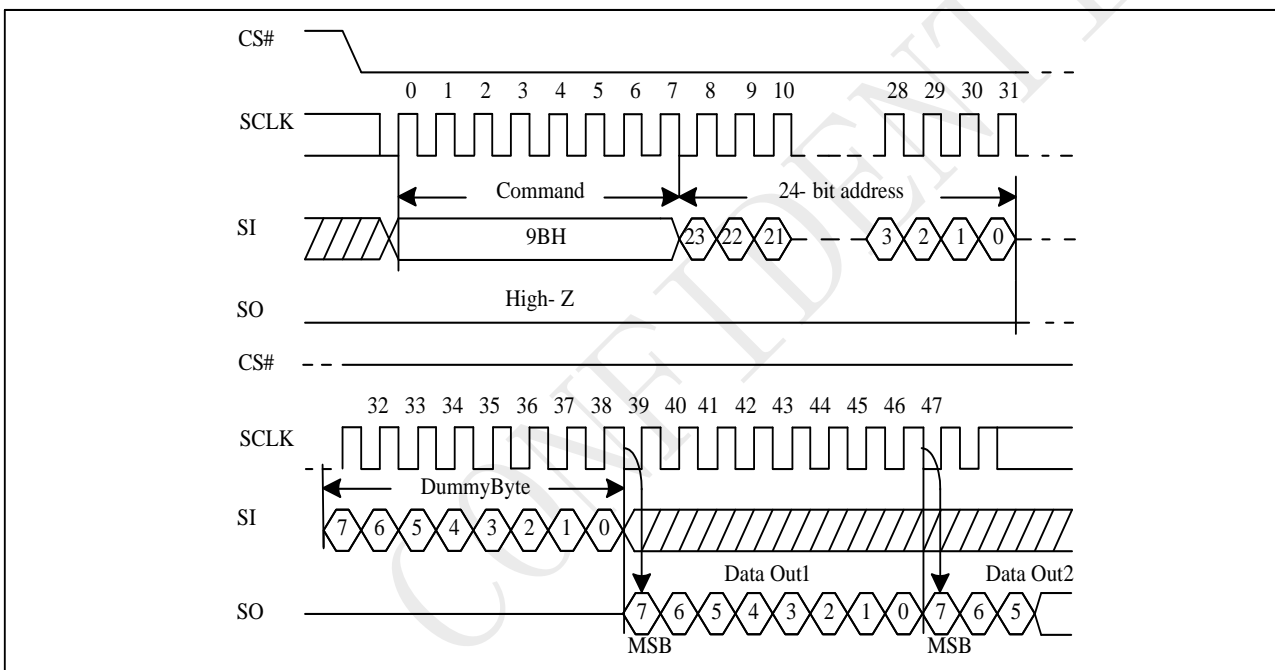 CS#
0 1 2 3 4 5 6 7 8 9 10 28 29 30 31
SCLK
Command 24- bit address
SI 9BH 23 22 21 3 2 1 0
High- Z
SO
CS#
32 33 34 35 36 37 38 39 40 41 42 43 44 45 46 47
SCLK
DummyByte
SI 7 6 5 4 3 2 1 0
Data Out1 Data Out2
SO 7 6 5 4 3 2 1 0 7 6 5
MSB MSB